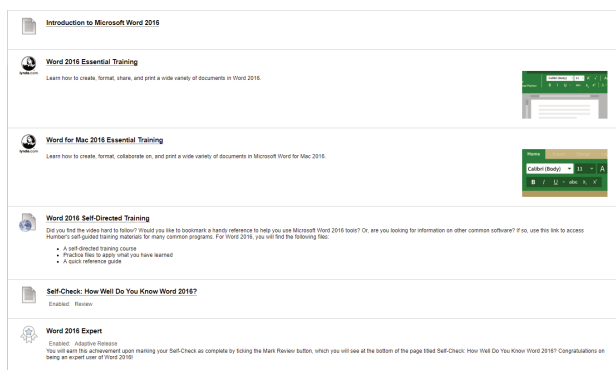 Introduction to Microsoft Word 2016
lynda.com
Word 2016 Essential Training
Learn how to create, format, share, and print a wide variety of documents in Word 2016.
Calibri (Body) 11
B I U abc X, X
lynda.com
Word for Mac 2016 Essential Training
Learn how to create, format, collaborate on, and print a wide variety of documents in Microsoft Word for Mac 2016.
Home
Calibri (Body) 11 A
B I U abc X, X
Word 2016 Self-Directed Training
Did you find the video hard to follow? Would you like to bookmark a handy reference to help you use Microsoft Word 2016 tools? Or, are you looking for information on other common software? If so, use this link to access
Humber's self-guided training materials for many common programs. For Word 2016, you will find the following files:
• A self-directed training course
• Practice files to apply what you have learned
• A quick reference guide
Self-Check: How Well Do You Know Word 2016?
Enabled: Review
Word 2016 Expert
Enabled: Adaptive Release
You will earn this achievement upon marking your Self-Check as complete by ticking the Mark Review button, which you will see at the bottom of the page titled Self-Check: How Well Do You Know Word 2016? Congratulations on
being an expert user of Word 2016!